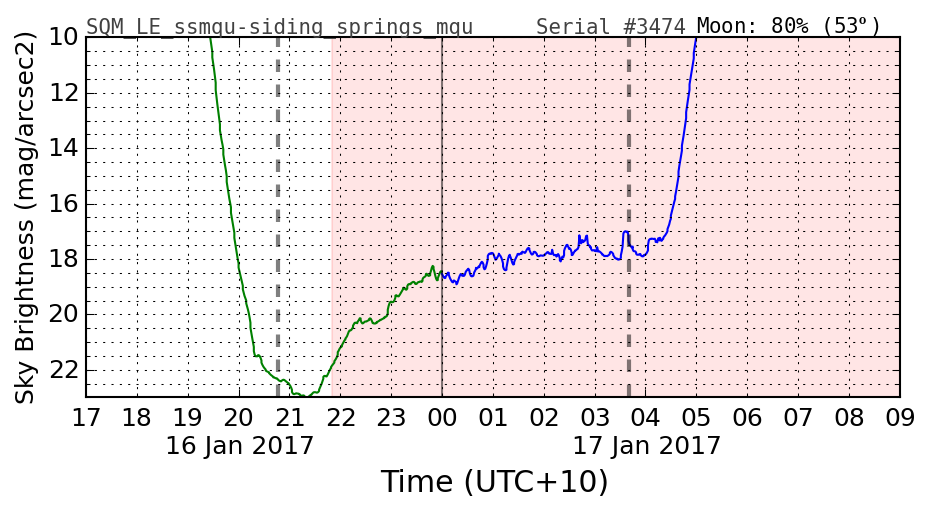 SQM_LE_ssmqu-siding_springs_mqu Serial #3474 Moon: 80% (53°)
Sky Brightness (mag/arcsec2)
10
12
14
16
18
20
22
17 18 19 20 21 22 23 00 01 02 03 04 05 06 07 08 09
16 Jan 2017 17 Jan 2017
Time (UTC+10)